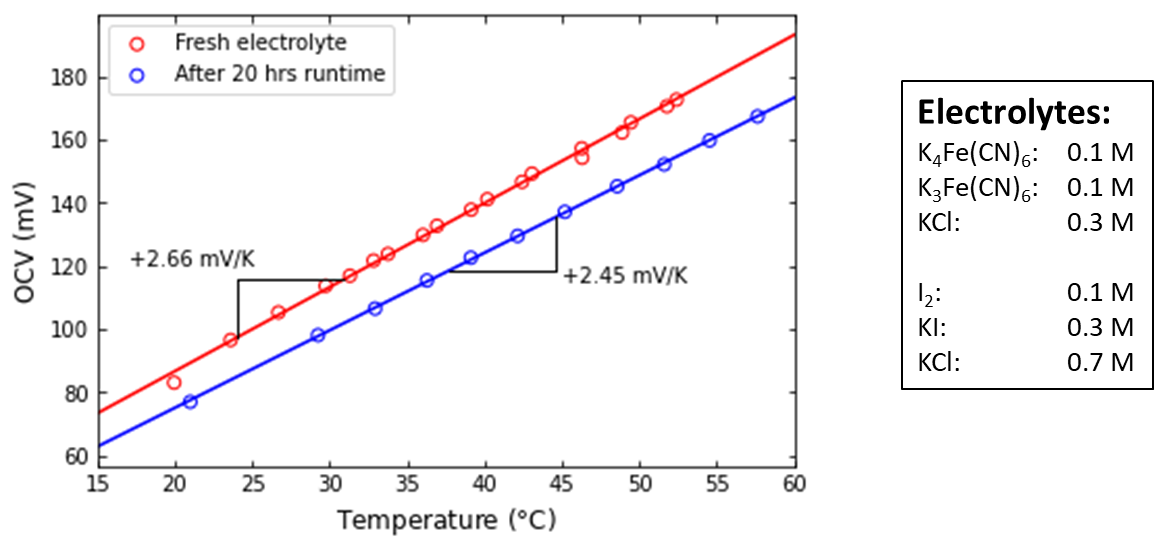 Fresh electrolyte
After 20 hrs runtime
OCV (mV)
180
160
140
120
100
80
60
+2.66 mV/K
+2.45 mV/K
15 20 25 30 35 40 45 50 55 60
Temperature (°C)
Electrolytes:
K₄Fe(CN)₆: 0.1 M
K₃Fe(CN)₆: 0.1 M
KCl: 0.3 M
I₂: 0.1 M
KI: 0.3 M
KCl: 0.7 M